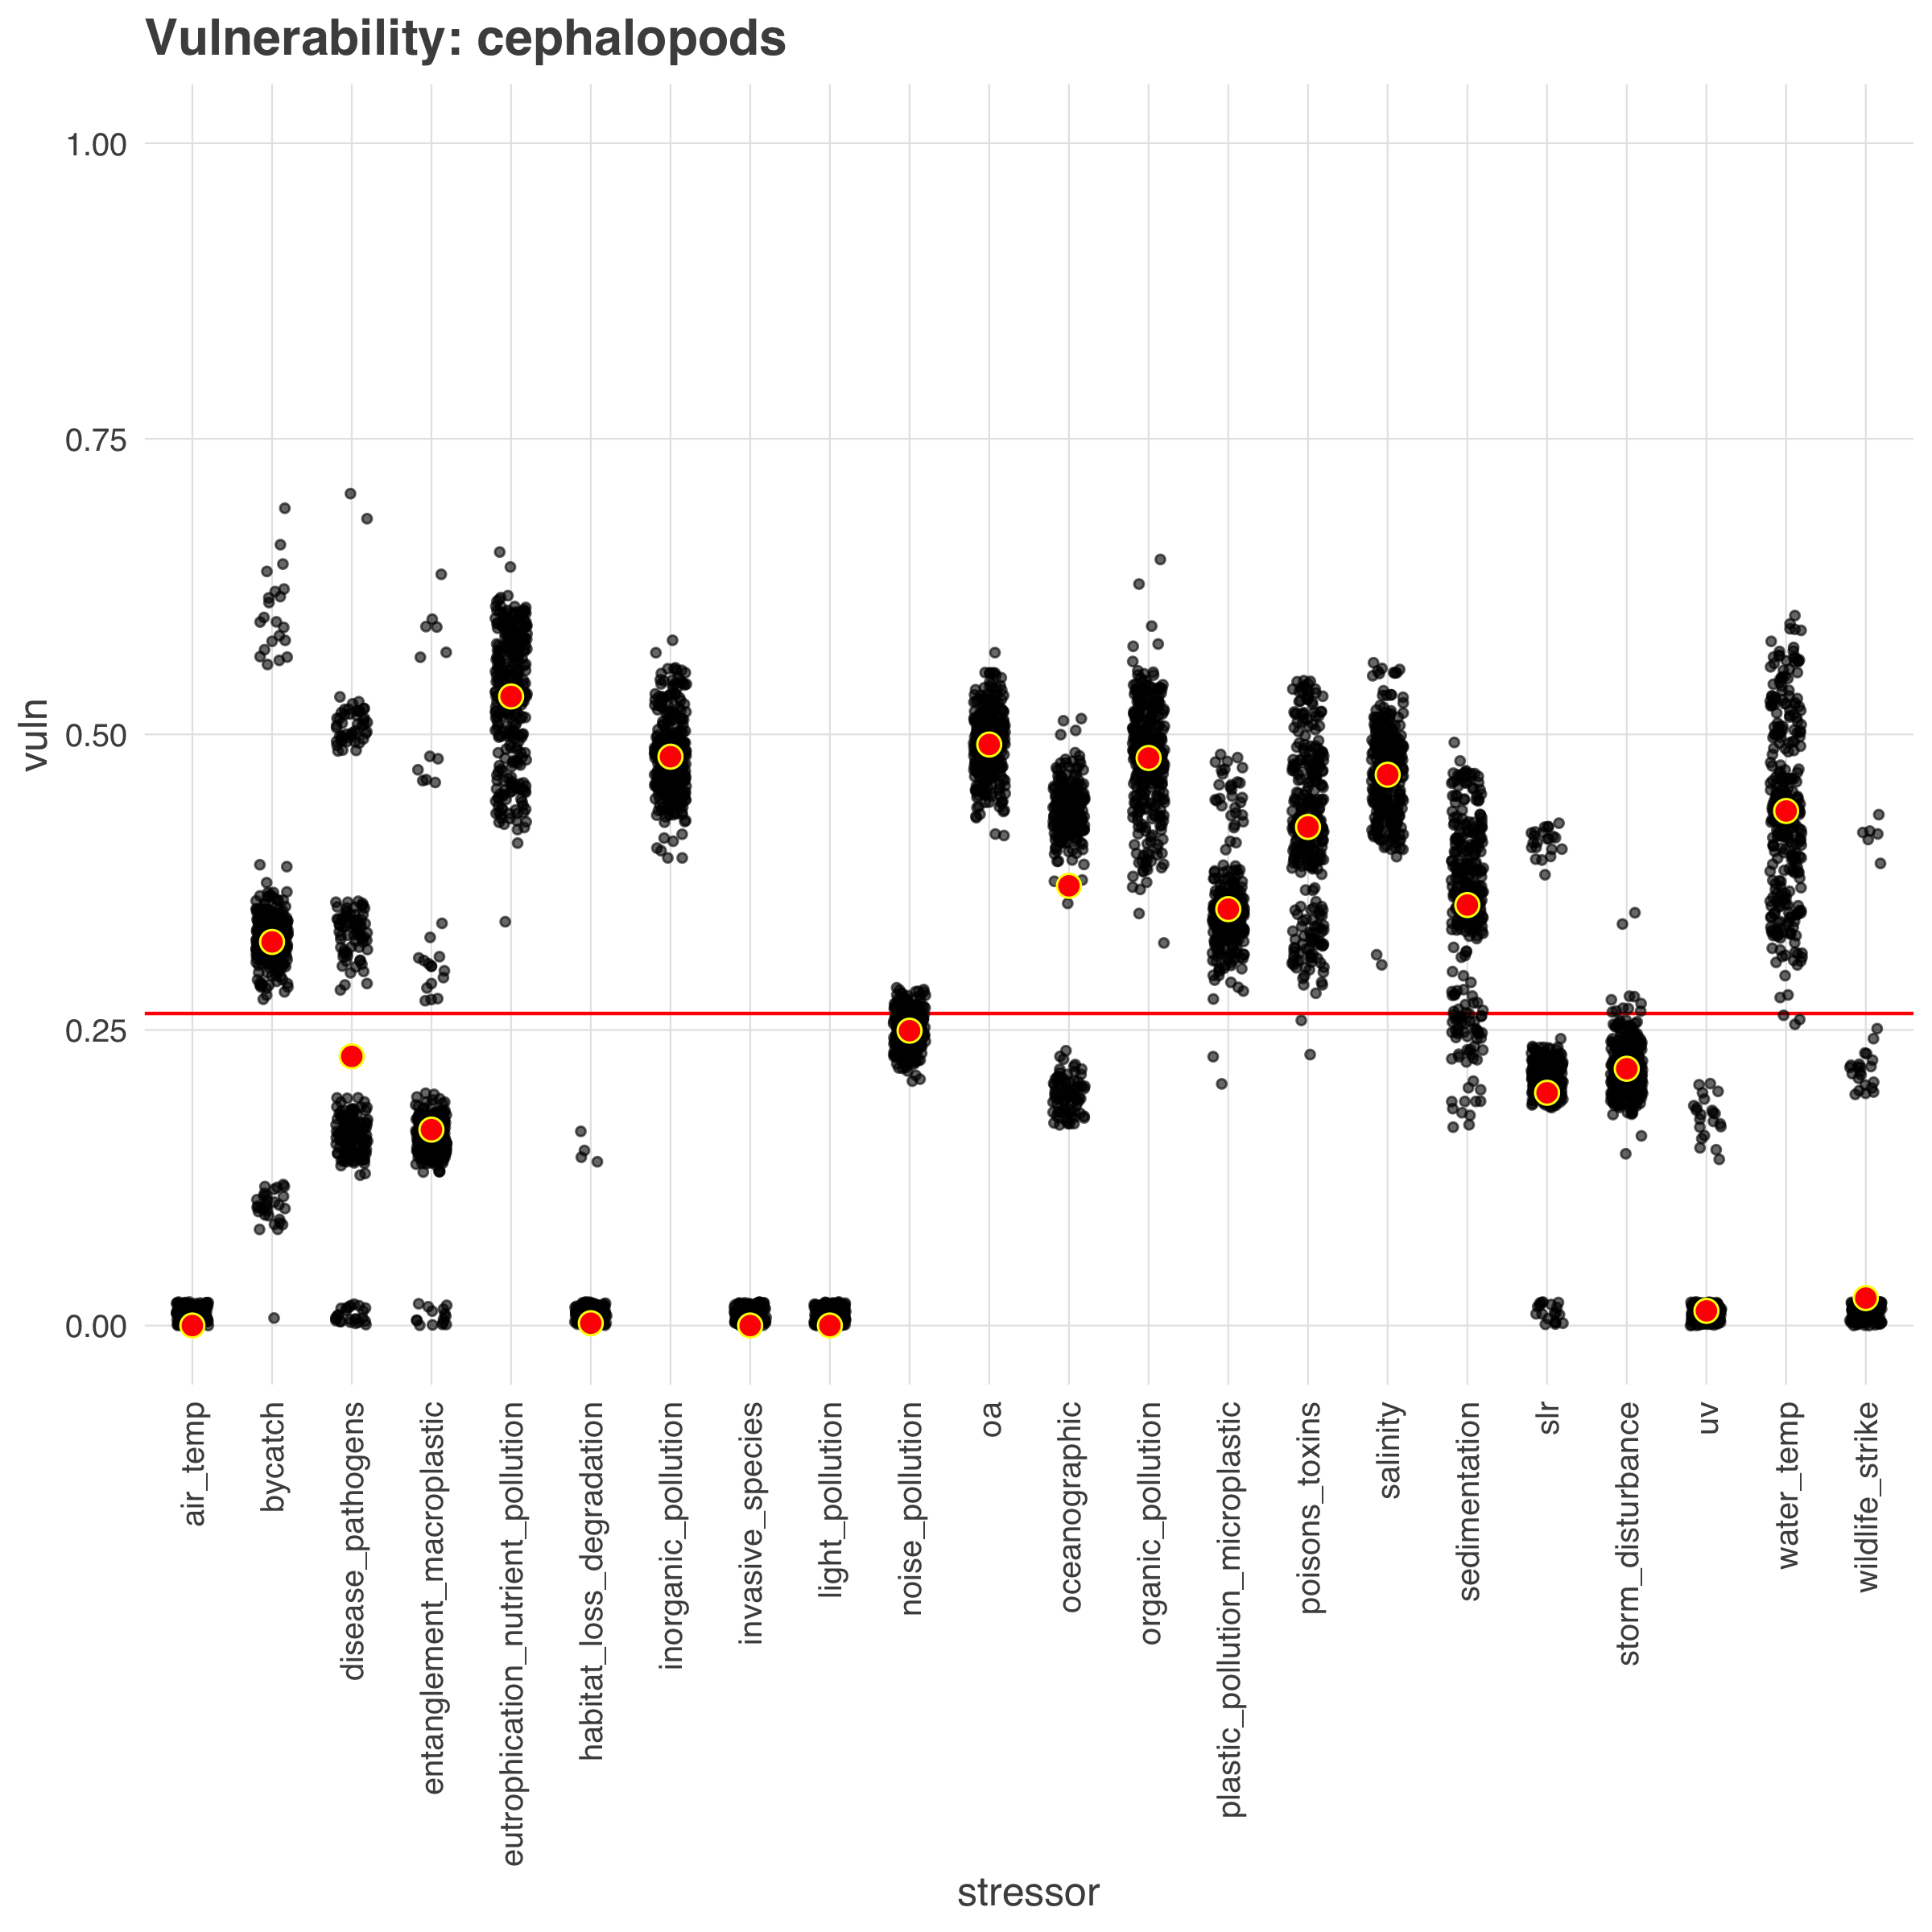 Vulnerability: cephalopods
1.00
0.75
0.50
0.25
0.00
vuln
air_temp
bycatch
disease_pathogens
entanglement_macroplastic
eutrophication_nutrient_pollution
habitat_loss_degradation
inorganic_pollution
invasive_species
light_pollution
noise_pollution
oa
oceanographic
organic_pollution
plastic_pollution_microplastic
poisons_toxins
salinity
sedimentation
slr
storm_disturbance
uv
water_temp
wildlife_strike
stressor